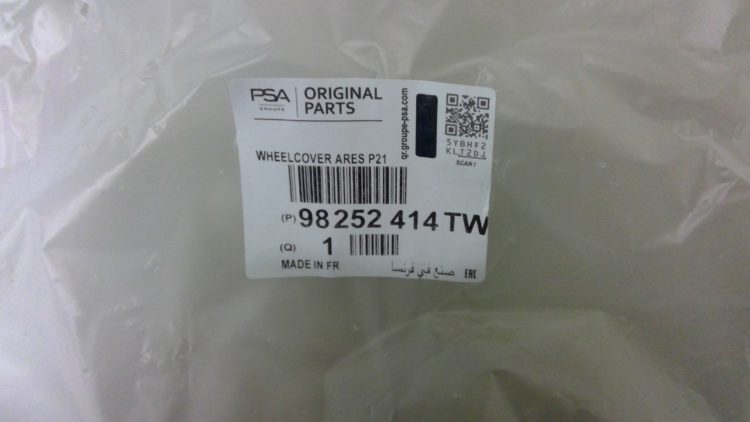 PSA
GROUPE
ORIGINAL
PARTS
qr.groupe-psa.com
5YBHF2
KLT2DJ
SCAN !
WHEELCOVER ARES P21
(P) 98 252 414 TW
(Q) 1
MADE IN FR
صنع في فرنسا
EAC